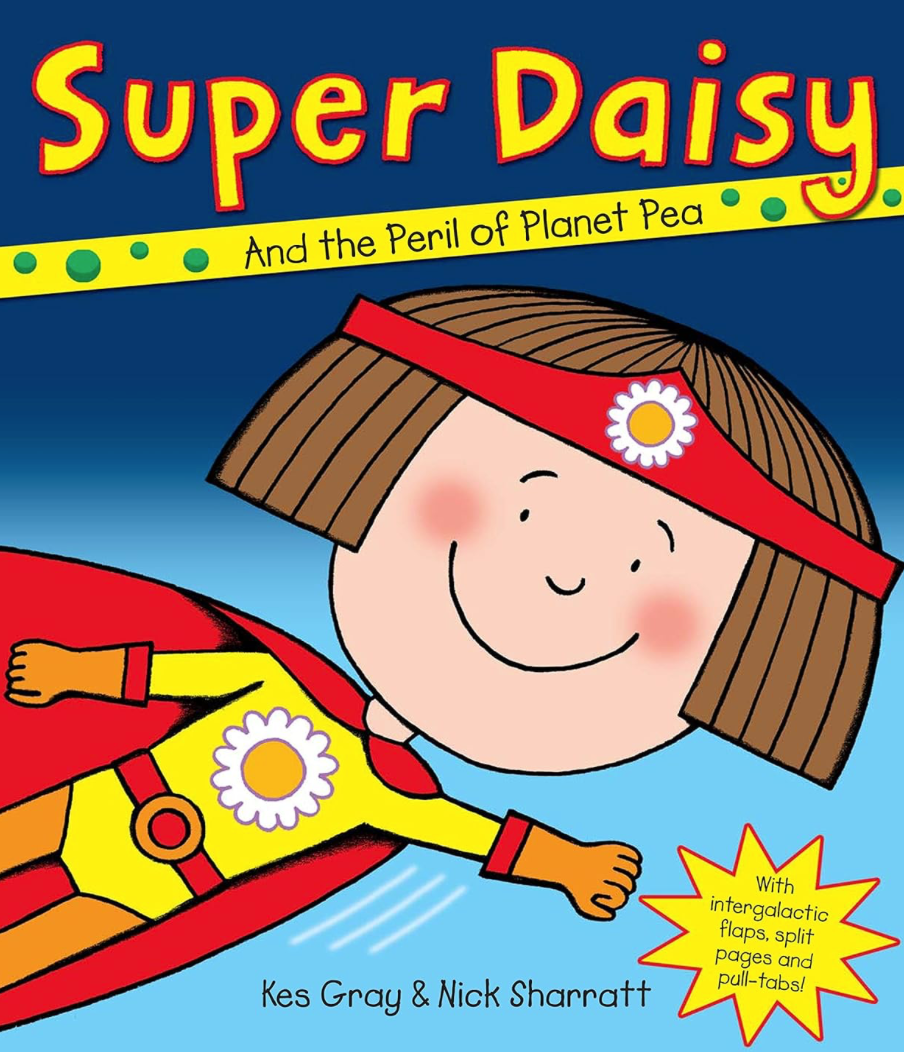 Super Daisy
And the Peril of Planet Pea
With
intergalactic
flaps, split
pages and
pull-tabs!
Kes Gray & Nick Sharratt